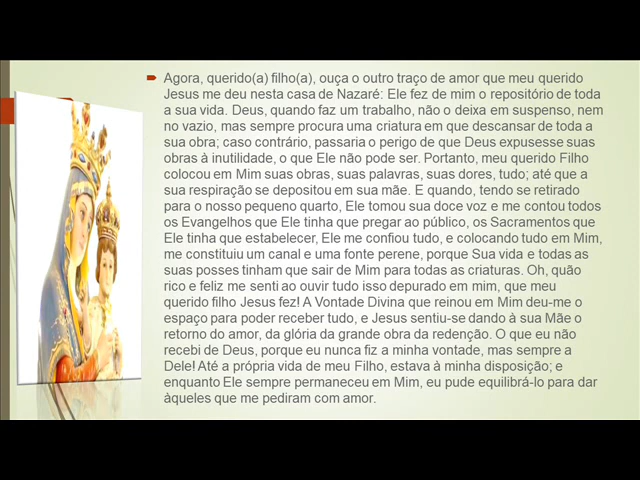 Agora, querido(a) filho(a), ouça o outro traço de amor que meu querido
Jesus me deu nesta casa de Nazaré: Ele fez de mim o repositório de toda
a sua vida. Deus, quando faz um trabalho, não o deixa em suspenso, nem
no vazio, mas sempre procura uma criatura em que descansar de toda a
sua obra; caso contrário, passaria o perigo de que Deus expusesse suas
obras à inutilidade, o que Ele não pode ser. Portanto, meu querido Filho
colocou em Mim suas obras, suas palavras, suas dores, tudo; até que a
sua respiração se depositou em sua mãe. E quando, tendo se retirado
para o nosso pequeno quarto, Ele tomou sua doce voz e me contou todos
os Evangelhos que Ele tinha que pregar ao público, os Sacramentos que
Ele tinha que estabelecer, Ele me confiou tudo, e colocando tudo em Mim,
me constituiu um canal e uma fonte perene, porque Sua vida e todas as
suas posses tinham que sair de Mim para todas as criaturas. Oh, quão
rico e feliz me senti ao ouvir tudo isso depurado em mim, que meu
querido filho Jesus fez! A Vontade Divina que reinou em Mim deu-me o
espaço para poder receber tudo, e Jesus sentiu-se dando à sua Mãe o
retorno do amor, da glória da grande obra da redenção. O que eu não
recebi de Deus, porque eu nunca fiz a minha vontade, mas sempre a
Dele! Até a própria vida de meu Filho, estava à minha disposição; e
enquanto Ele sempre permaneceu em Mim, eu pude equilibrá-lo para dar
àqueles que me pediram com amor.